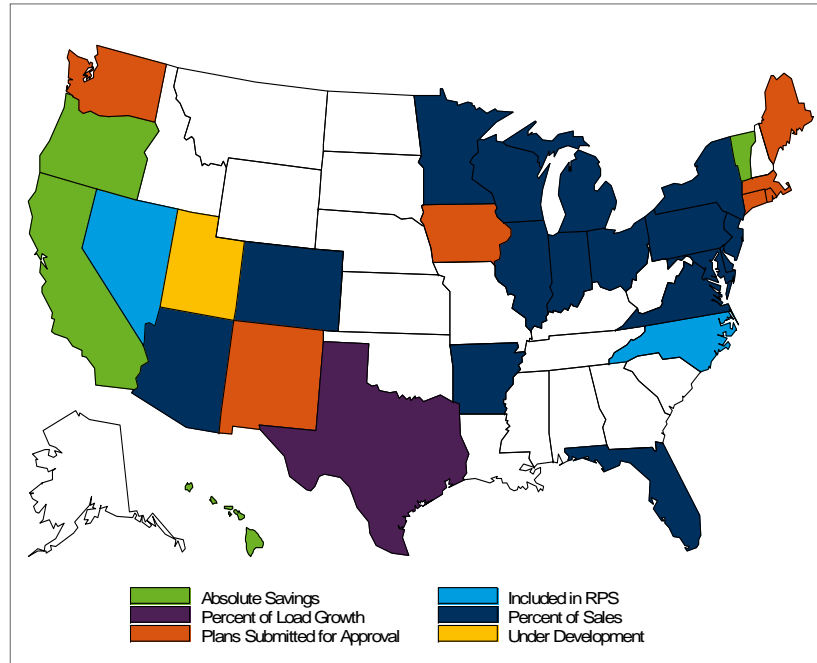 Absolute Savings
Percent of Load Growth
Plans Submitted for Approval
Included in RPS
Percent of Sales
Under Development